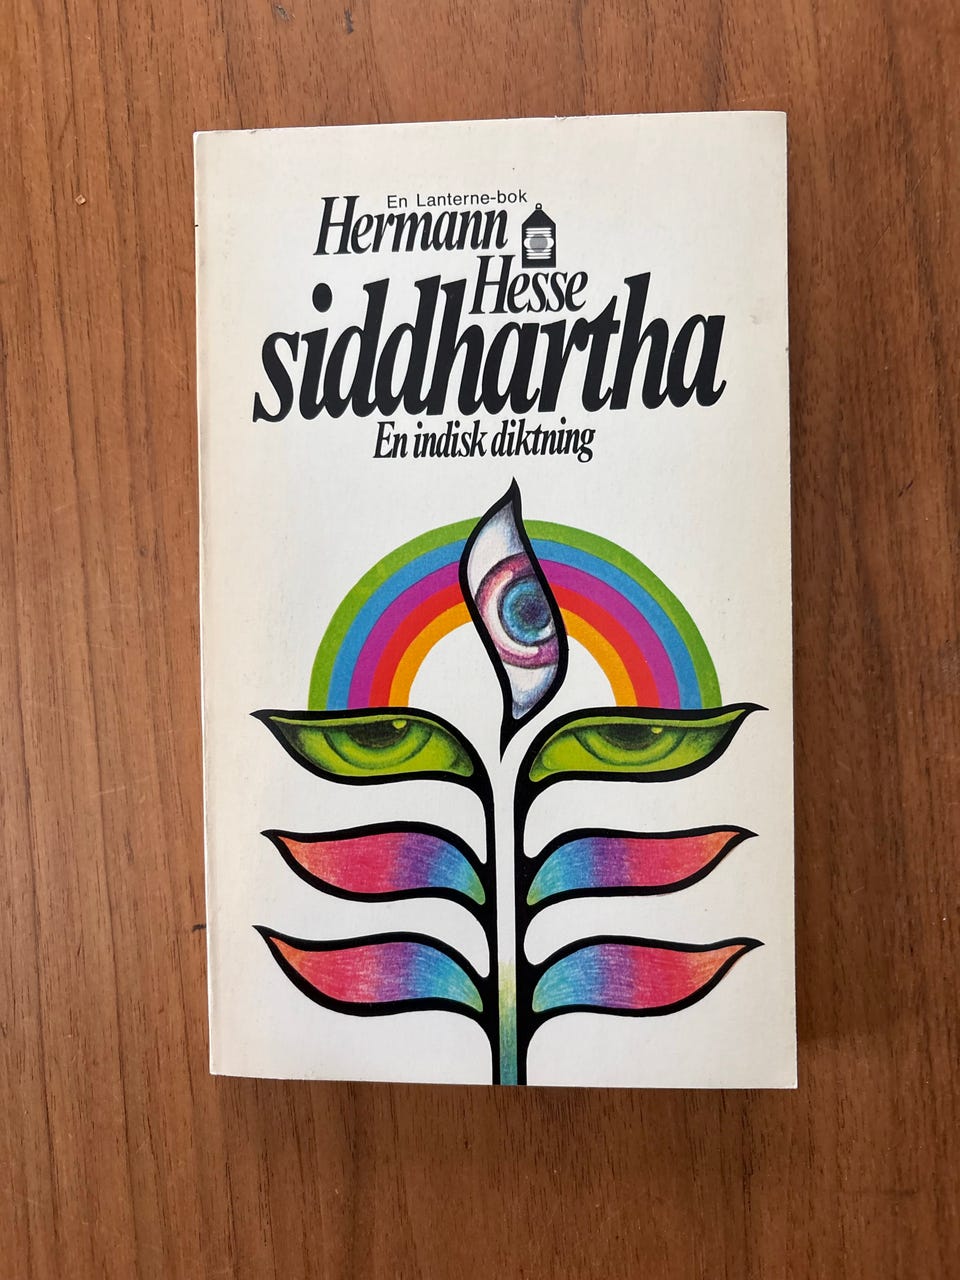 En Lanterne-bok
Hermann
Hesse
siddhartha
En indisk diktning